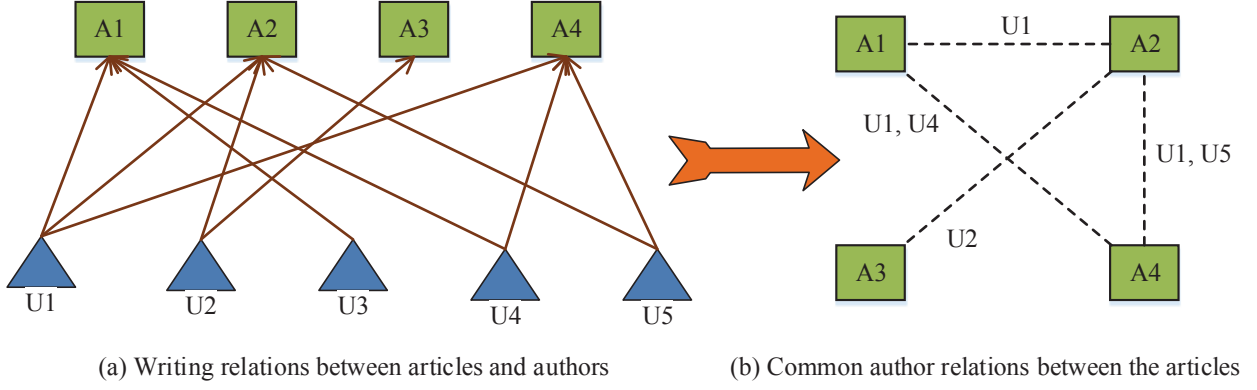 A1 A2 A3 A4
U1 U2 U3 U4 U5
(a) Writing relations between articles and authors
A1 U1 A2
U1, U4
U1, U5
U2
A3 A4
(b) Common author relations between the articles